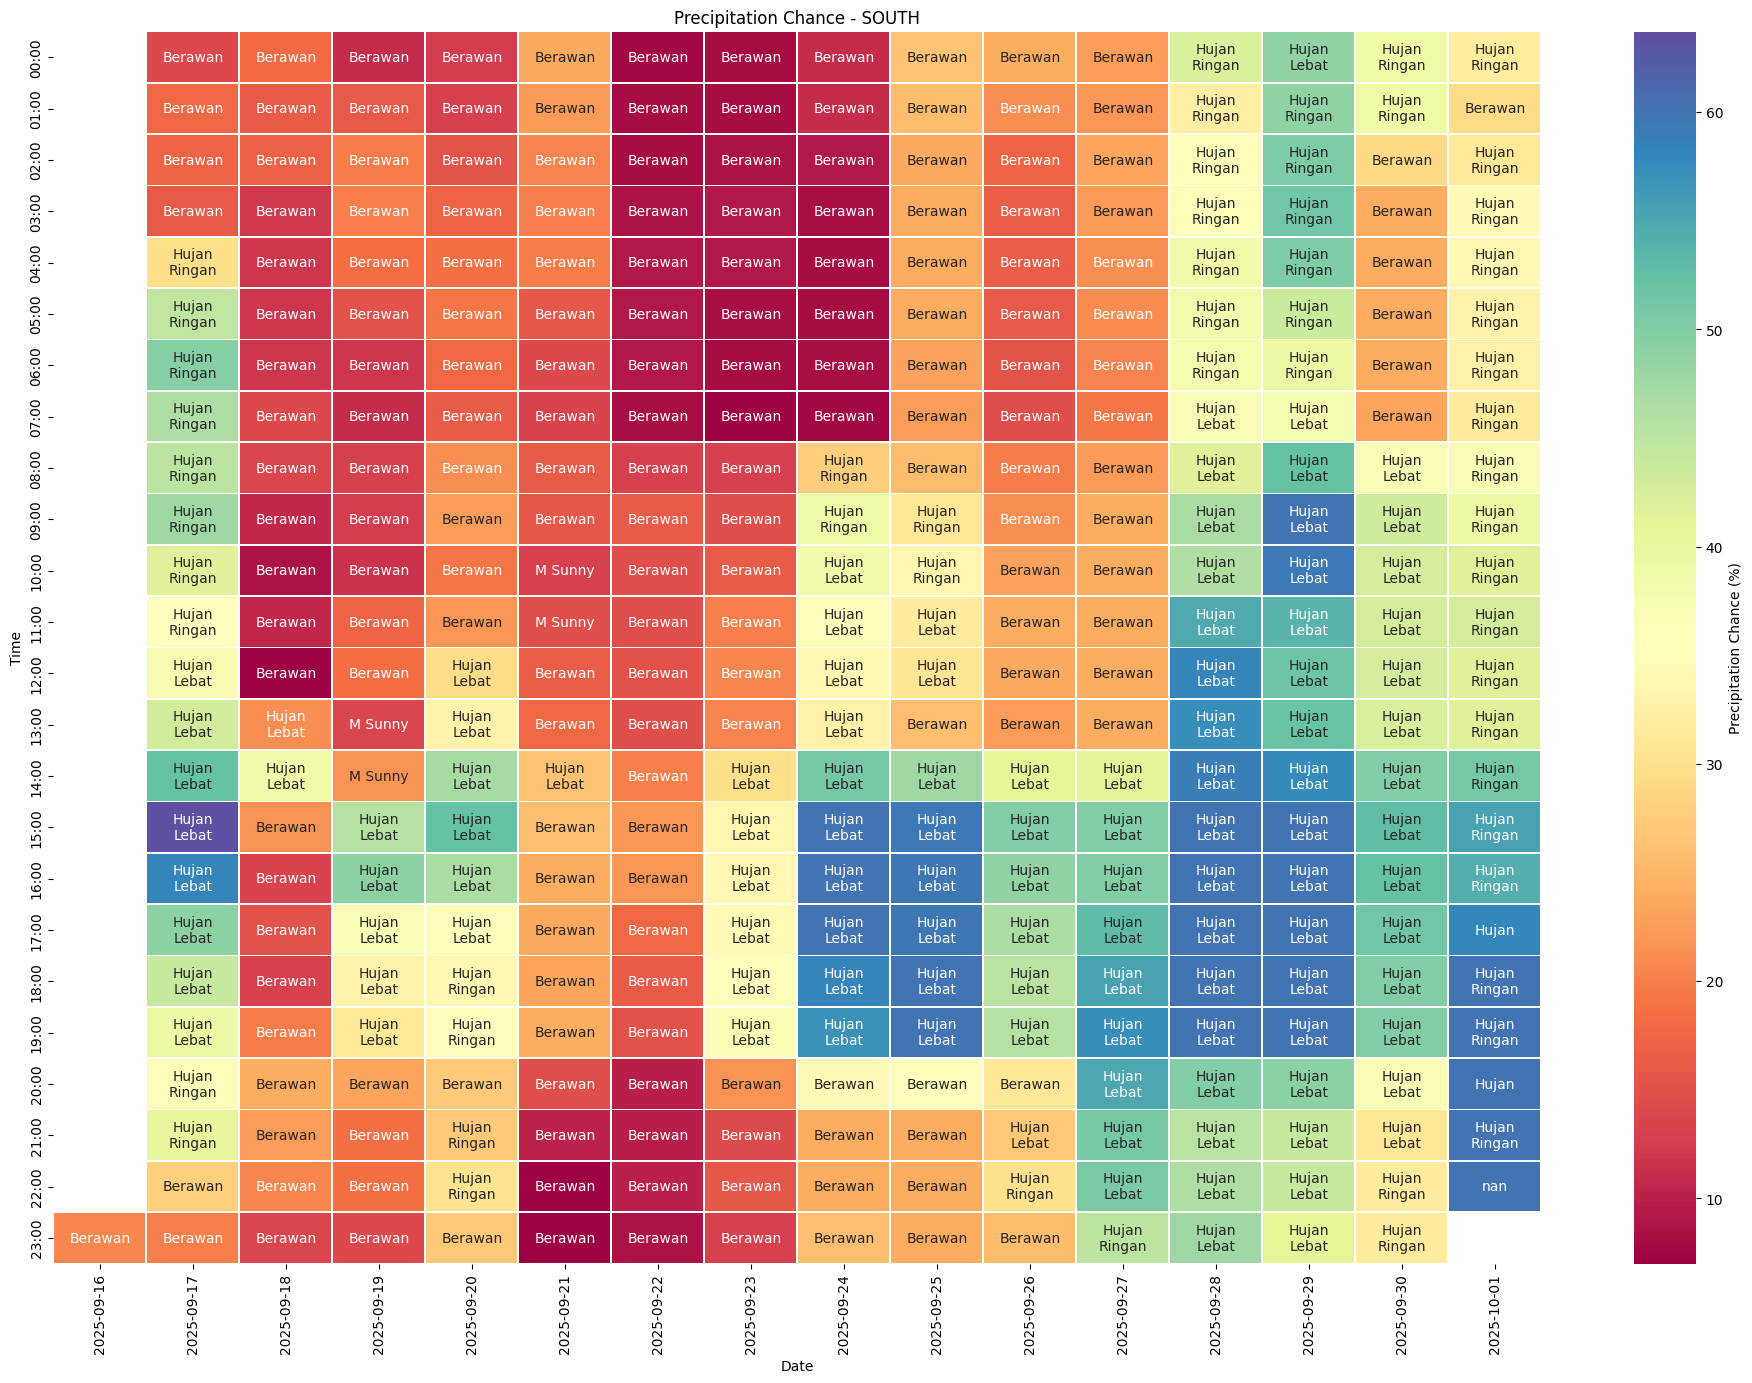 Precipitation Chance - SOUTH
00:00 Berawan Berawan Berawan Berawan Berawan Berawan Berawan Berawan Berawan Berawan Berawan Hujan Ringan Hujan Lebat Hujan Ringan Hujan Ringan
01:00 Berawan Berawan Berawan Berawan Berawan Berawan Berawan Berawan Berawan Berawan Berawan Hujan Ringan Hujan Ringan Hujan Ringan Berawan
02:00 Berawan Berawan Berawan Berawan Berawan Berawan Berawan Berawan Berawan Berawan Berawan Hujan Ringan Hujan Ringan Berawan Hujan Ringan
03:00 Berawan Berawan Berawan Berawan Berawan Berawan Berawan Berawan Berawan Berawan Berawan Hujan Ringan Hujan Ringan Berawan Hujan Ringan
04:00 Hujan Ringan Berawan Berawan Berawan Berawan Berawan Berawan Berawan Berawan Berawan Berawan Hujan Ringan Hujan Ringan Berawan Hujan Ringan
05:00 Hujan Ringan Berawan Berawan Berawan Berawan Berawan Berawan Berawan Berawan Berawan Berawan Hujan Ringan Hujan Ringan Berawan Hujan Ringan
06:00 Hujan Ringan Berawan Berawan Berawan Berawan Berawan Berawan Berawan Berawan Berawan Berawan Hujan Ringan Hujan Ringan Berawan Hujan Ringan
07:00 Hujan Ringan Berawan Berawan Berawan Berawan Berawan Berawan Berawan Berawan Berawan Berawan Hujan Lebat Hujan Lebat Berawan Hujan Ringan
08:00 Hujan Ringan Berawan Berawan Berawan Berawan Berawan Berawan Hujan Ringan Berawan Berawan Berawan Hujan Lebat Hujan Lebat Hujan Lebat Hujan Ringan
09:00 Hujan Ringan Berawan Berawan Berawan Berawan Berawan Berawan Hujan Ringan Hujan Ringan Berawan Berawan Hujan Lebat Hujan Lebat Hujan Lebat Hujan Ringan
10:00 Hujan Ringan Berawan Berawan Berawan M Sunny Berawan Berawan Hujan Lebat Hujan Ringan Berawan Berawan Hujan Lebat Hujan Lebat Hujan Lebat Hujan Ringan
11:00 Hujan Ringan Berawan Berawan Berawan M Sunny Berawan Berawan Hujan Lebat Hujan Lebat Berawan Berawan Hujan Lebat Hujan Lebat Hujan Lebat Hujan Ringan
12:00 Hujan Lebat Berawan Berawan Hujan Lebat Berawan Berawan Berawan Hujan Lebat Hujan Lebat Berawan Berawan Hujan Lebat Hujan Lebat Hujan Lebat Hujan Ringan
13:00 Hujan Lebat Hujan Lebat M Sunny Hujan Lebat Berawan Berawan Berawan Hujan Lebat Berawan Berawan Berawan Hujan Lebat Hujan Lebat Hujan Lebat Hujan Ringan
14:00 Hujan Lebat Hujan Lebat M Sunny Hujan Lebat Hujan Lebat Berawan Hujan Lebat Hujan Lebat Hujan Lebat Hujan Lebat Hujan Lebat Hujan Lebat Hujan Lebat Hujan Lebat Hujan Ringan
15:00 Hujan Lebat Berawan Hujan Lebat Hujan Lebat Berawan Berawan Hujan Lebat Hujan Lebat Hujan Lebat Hujan Lebat Hujan Lebat Hujan Lebat Hujan Lebat Hujan Lebat Hujan Ringan
16:00 Hujan Lebat Berawan Hujan Lebat Hujan Lebat Berawan Berawan Hujan Lebat Hujan Lebat Hujan Lebat Hujan Lebat Hujan Lebat Hujan Lebat Hujan Lebat Hujan Lebat Hujan Ringan
17:00 Hujan Lebat Berawan Hujan Lebat Hujan Lebat Berawan Berawan Hujan Lebat Hujan Lebat Hujan Lebat Hujan Lebat Hujan Lebat Hujan Lebat Hujan Lebat Hujan Lebat Hujan
18:00 Hujan Lebat Berawan Hujan Lebat Hujan Ringan Berawan Berawan Hujan Lebat Hujan Lebat Hujan Lebat Hujan Lebat Hujan Lebat Hujan Lebat Hujan Lebat Hujan Lebat Hujan Ringan
19:00 Hujan Lebat Berawan Hujan Lebat Hujan Ringan Berawan Berawan Hujan Lebat Hujan Lebat Hujan Lebat Hujan Lebat Hujan Lebat Hujan Lebat Hujan Lebat Hujan Lebat Hujan Ringan
20:00 Hujan Ringan Berawan Berawan Berawan Berawan Berawan Berawan Berawan Berawan Berawan Hujan Lebat Hujan Lebat Hujan Lebat Hujan Lebat Hujan
21:00 Hujan Ringan Berawan Berawan Hujan Ringan Berawan Berawan Berawan Berawan Berawan Hujan Lebat Hujan Lebat Hujan Lebat Hujan Lebat Hujan Lebat Hujan Ringan
22:00 Berawan Berawan Berawan Hujan Ringan Berawan Berawan Berawan Berawan Berawan Hujan Ringan Hujan Lebat Hujan Lebat Hujan Lebat Hujan Ringan nan
23:00 Berawan Berawan Berawan Berawan Berawan Berawan Berawan Berawan Berawan Berawan Berawan Hujan Ringan Hujan Lebat Hujan Lebat Hujan Ringan
Time
2025-09-16 2025-09-17 2025-09-18 2025-09-19 2025-09-20 2025-09-21 2025-09-22 2025-09-23 2025-09-24 2025-09-25 2025-09-26 2025-09-27 2025-09-28 2025-09-29 2025-09-30 2025-10-01
Date
60
50
40
30
20
10
Precipitation Chance (%)